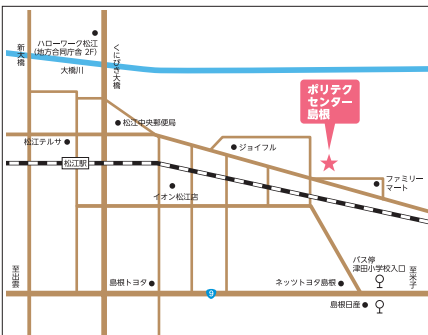 ハローワーク松江
(地方合同庁舎 2F)
新大橋
くにびき大橋
大橋川
ポリテク
センター
島根
松江中央郵便局
松江テルサ
ジョイフル
松江駅
ファミリー
マート
イオン松江店
バス停
津田小学校入口
至出雲
至米子
島根トヨタ
9
ネッツトヨタ島根
島根日産